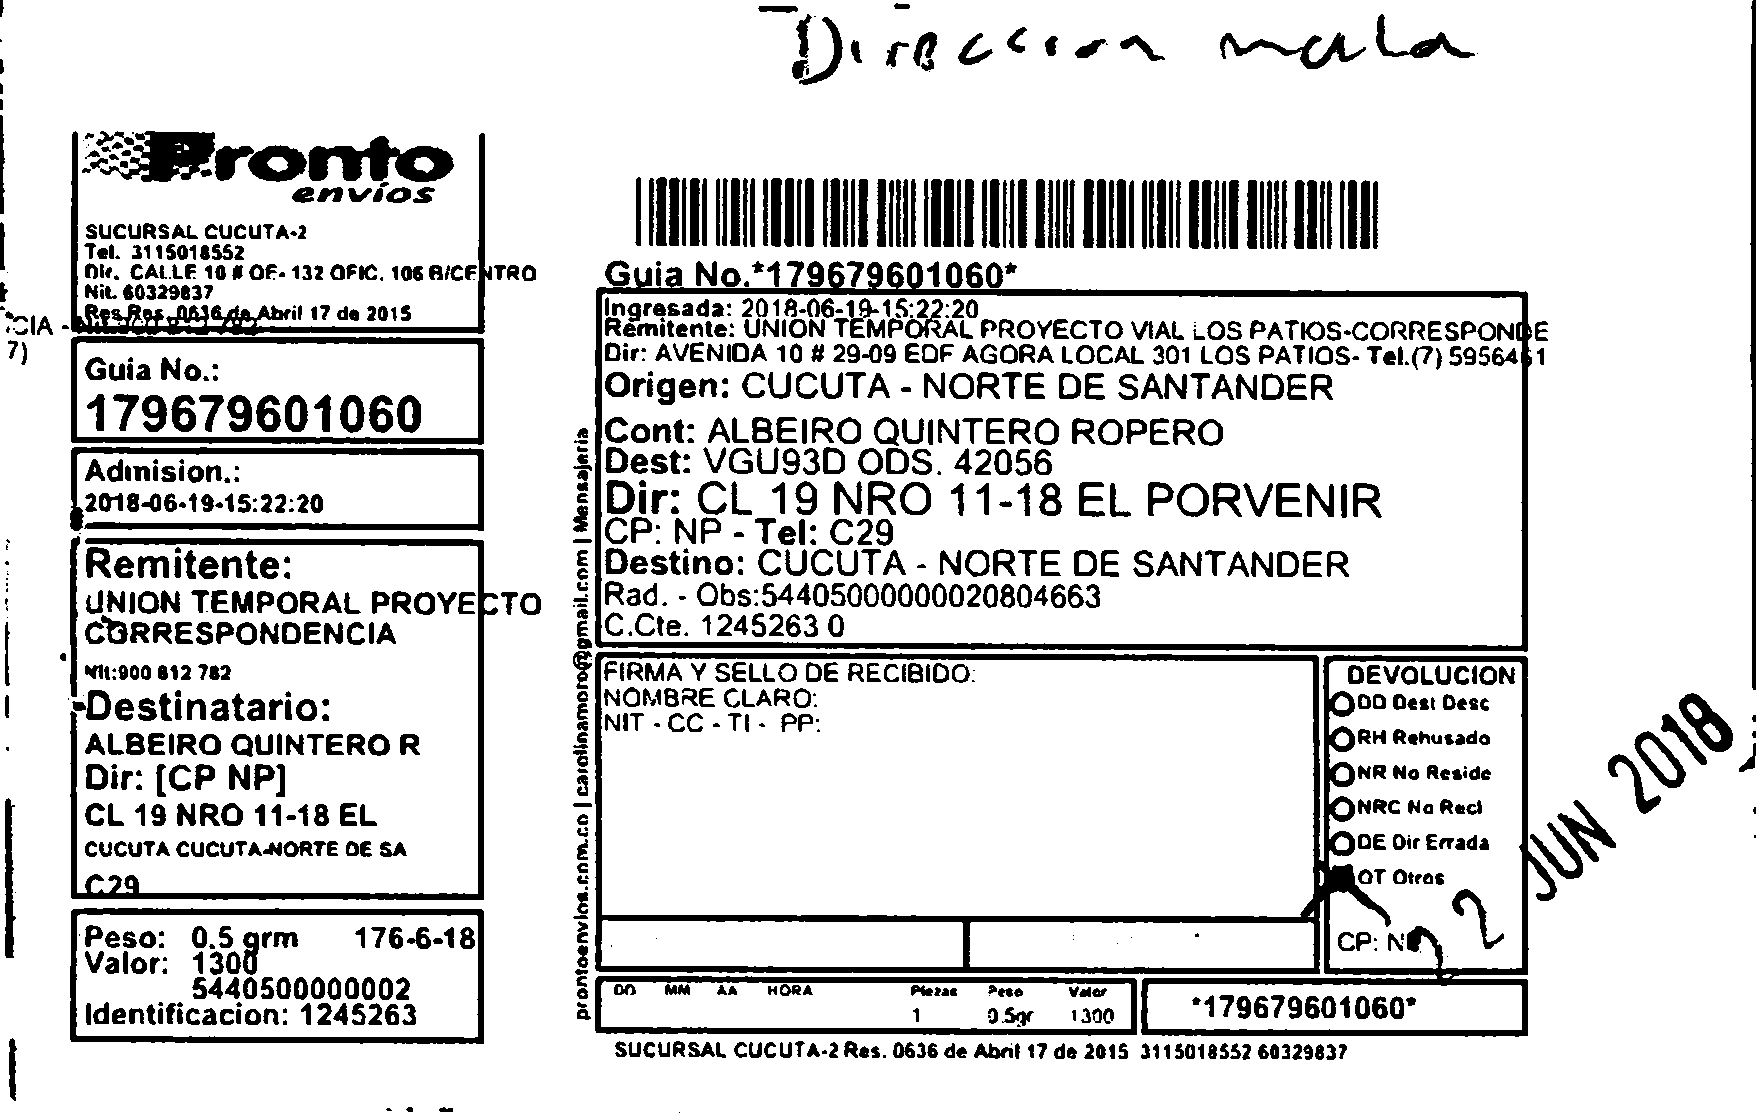 Direccion mala
Pronto
envíos
SUCURSAL CUCUTA-2
Tel. 3115018552
Dir. CALLE 10 # OE- 132 OFIC. 106 B/CENTRO
Nit. 60329837
Res.Res. 0636 de Abril 17 de 2015
CIA -
7)
Guia No.:
179679601060
Admision.:
2018-06-19-15:22:20
Remitente:
UNION TEMPORAL PROYECTO
CORRESPONDENCIA
Nit:900 812 782
Destinatario:
ALBEIRO QUINTERO R
Dir: [CP NP]
CL 19 NRO 11-18 EL
CUCUTA CUCUTA-NORTE DE SA
C29
Peso: 0.5 grm 176-6-18
Valor: 1300
5440500000002
Identificacion: 1245263
prontoenvios.com.co | carolinamoro@gmail.com | Mensajeria
Guia No.*179679601060*
Ingresada: 2018-06-19-15:22:20
Remitente: UNION TEMPORAL PROYECTO VIAL LOS PATIOS-CORRESPONDE
Dir: AVENIDA 10 # 29-09 EDF AGORA LOCAL 301 LOS PATIOS- Tel.(7) 5956461
Origen: CUCUTA - NORTE DE SANTANDER
Cont: ALBEIRO QUINTERO ROPERO
Dest: VGU93D ODS. 42056
Dir: CL 19 NRO 11-18 EL PORVENIR
CP: NP - Tel: C29
Destino: CUCUTA - NORTE DE SANTANDER
Rad. - Obs:54405000000020804663
C.Cte. 1245263 0
FIRMA Y SELLO DE RECIBIDO:
NOMBRE CLARO:
NIT - CC - TI - PP:
DEVOLUCION
DD Dest Desc
RH Rehusado
NR No Reside
NRC No Recl
DE Dir Errada
OT Otros
CP: NP
22 JUN 2018
DD MM AA HORA Piezas Peso Valor
1 0.5gr 1300
*179679601060*
SUCURSAL CUCUTA-2 Res. 0636 de Abril 17 de 2015 3115018552 60329837